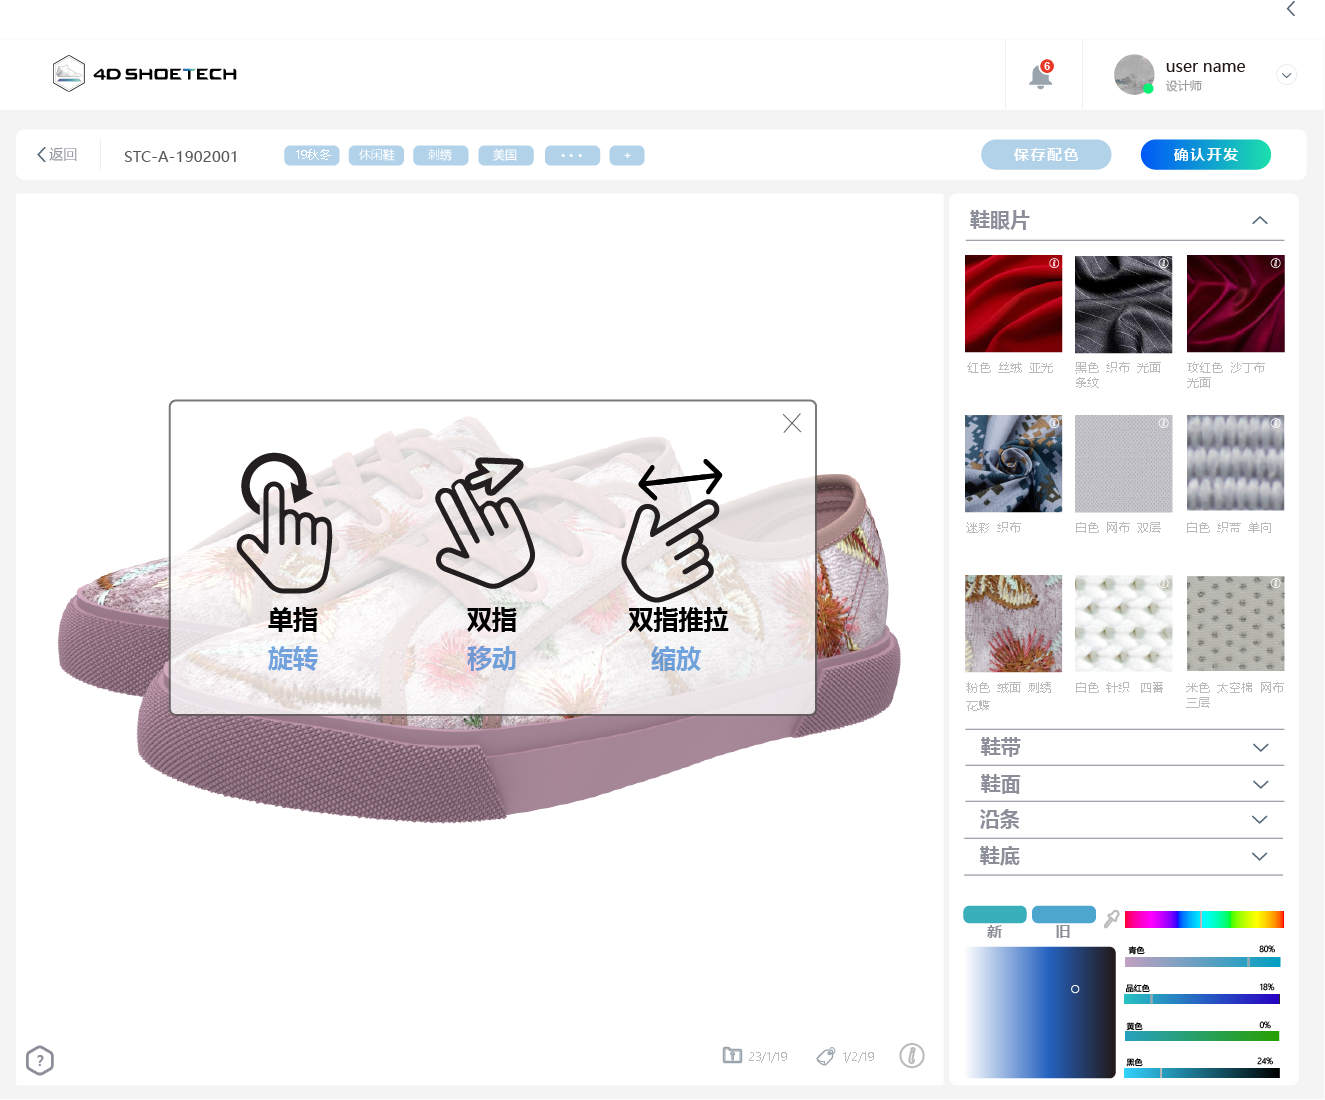 4D SHOETECH
6
user name
设计师
返回
STC-A-1902001
19秋冬
休闲鞋
刺绣
美国
•••
+
保存配色
确认开发
鞋眼片
红色 丝绒 亚光
黑色 织布 光面
条纹
玫红色 沙丁布
光面
迷彩 织布
白色 网布 双层
白色 织带 单向
粉色 绒面 刺绣
花蝶
白色 针织 四番
米色 太空棉 网布
三层
鞋带
鞋面
沿条
鞋底
单指
旋转
双指
移动
双指推拉
缩放
新
旧
青色 80%
品红色 18%
黄色 0%
黑色 24%
?
23/1/19
1/2/19